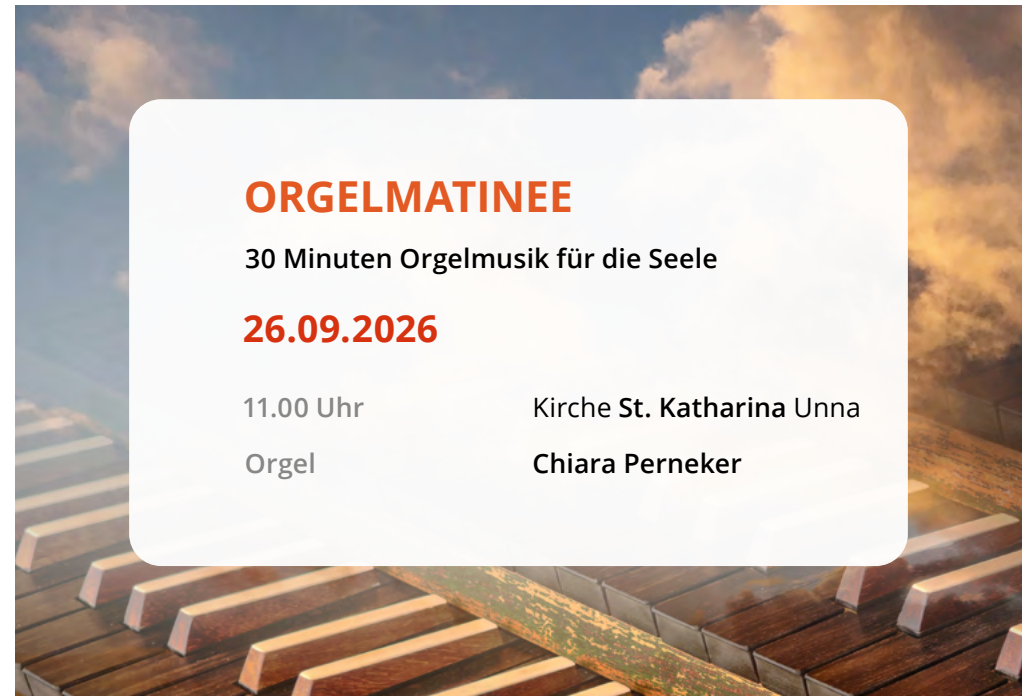 ORGELMATINEE
30 Minuten Orgelmusik für die Seele
26.09.2026
11.00 Uhr Kirche St. Katharina Unna
Orgel Chiara Perneker